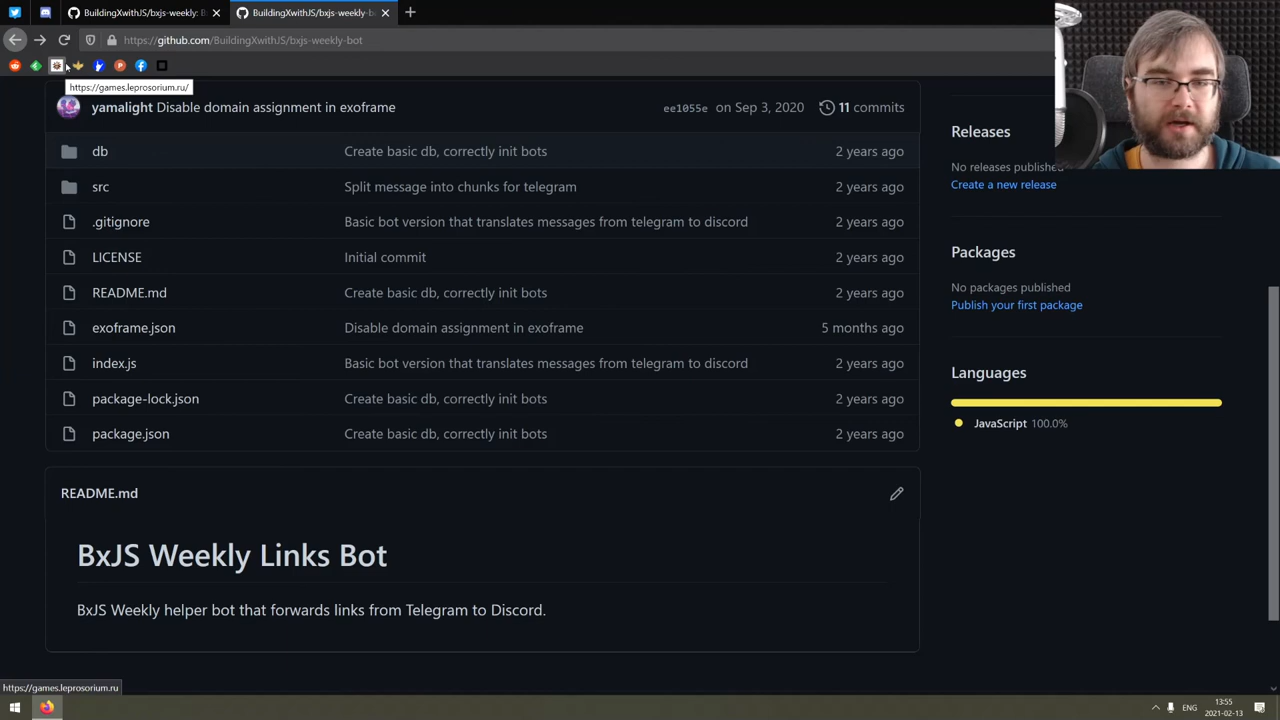 BuildingXwithJS/bxjs-weekly: B
BuildingXwithJS/bxjs-weekly-b
https://github.com/BuildingXwithJS/bxjs-weekly-bot
https://games.leprosorium.ru/
yamalight Disable domain assignment in exoframe ee1055e on Sep 3, 2020 11 commits
db Create basic db, correctly init bots 2 years ago
src Split message into chunks for telegram 2 years ago
.gitignore Basic bot version that translates messages from telegram to discord 2 years ago
LICENSE Initial commit 2 years ago
README.md Create basic db, correctly init bots 2 years ago
exoframe.json Disable domain assignment in exoframe 5 months ago
index.js Basic bot version that translates messages from telegram to discord 2 years ago
package-lock.json Create basic db, correctly init bots 2 years ago
package.json Create basic db, correctly init bots 2 years ago
README.md
BxJS Weekly Links Bot
BxJS Weekly helper bot that forwards links from Telegram to Discord.
Releases
No releases published
Create a new release
Packages
No packages published
Publish your first package
Languages
JavaScript 100.0%
https://games.leprosorium.ru
ENG
13:55
2021-02-13